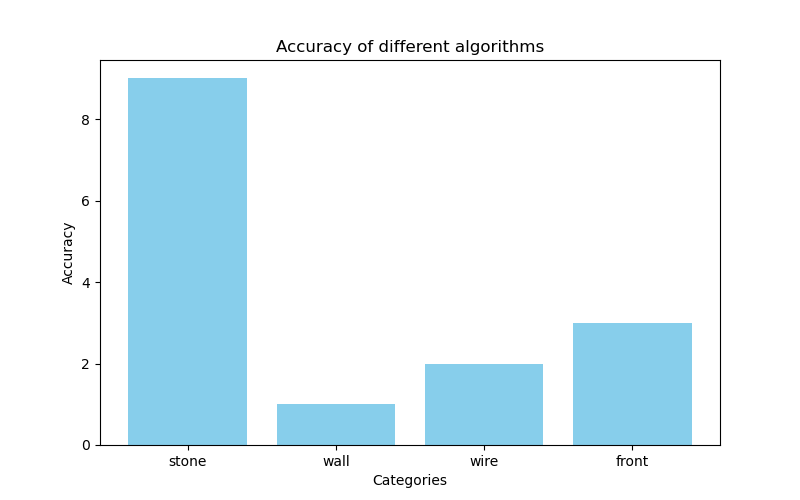 Accuracy of different algorithms
Accuracy
8
6
4
2
0
stone wall wire front
Categories